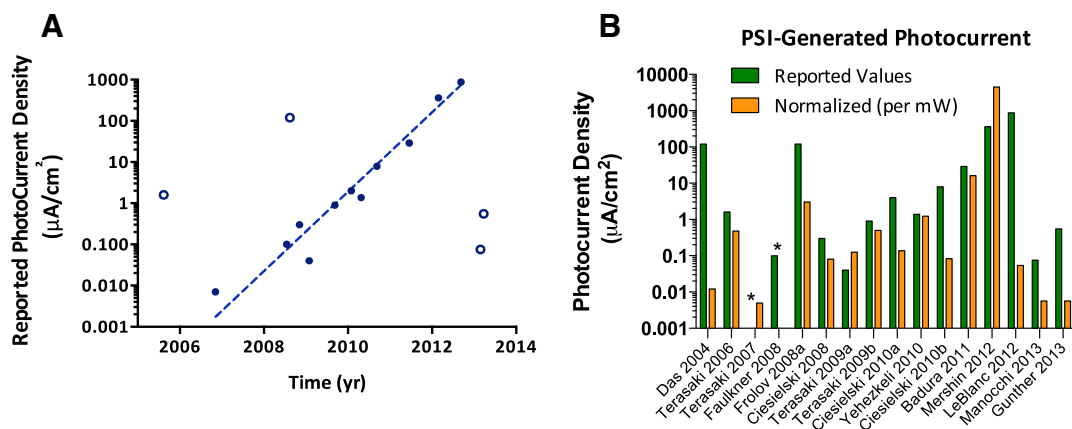 A
Reported PhotoCurrent Density
(µA/cm²)
1000
100
10
1
0.100
0.010
0.001
2006 2008 2010 2012 2014
Time (yr)
B
PSI-Generated Photocurrent
Reported Values
Normalized (per mW)
Photocurrent Density
(µA/cm²)
10000
1000
100
10
1
0.1
0.01
0.001
*
*
Das 2004
Terasaki 2006
Terasaki 2007
Faulkner 2008
Frolov 2008a
Ciesielski 2008
Terasaki 2009a
Terasaki 2009b
Ciesielski 2010a
Yehezkeli 2010
Ciesielski 2010b
Badura 2011
Mershin 2012
LeBlanc 2012
Manocchi 2013
Gunther 2013